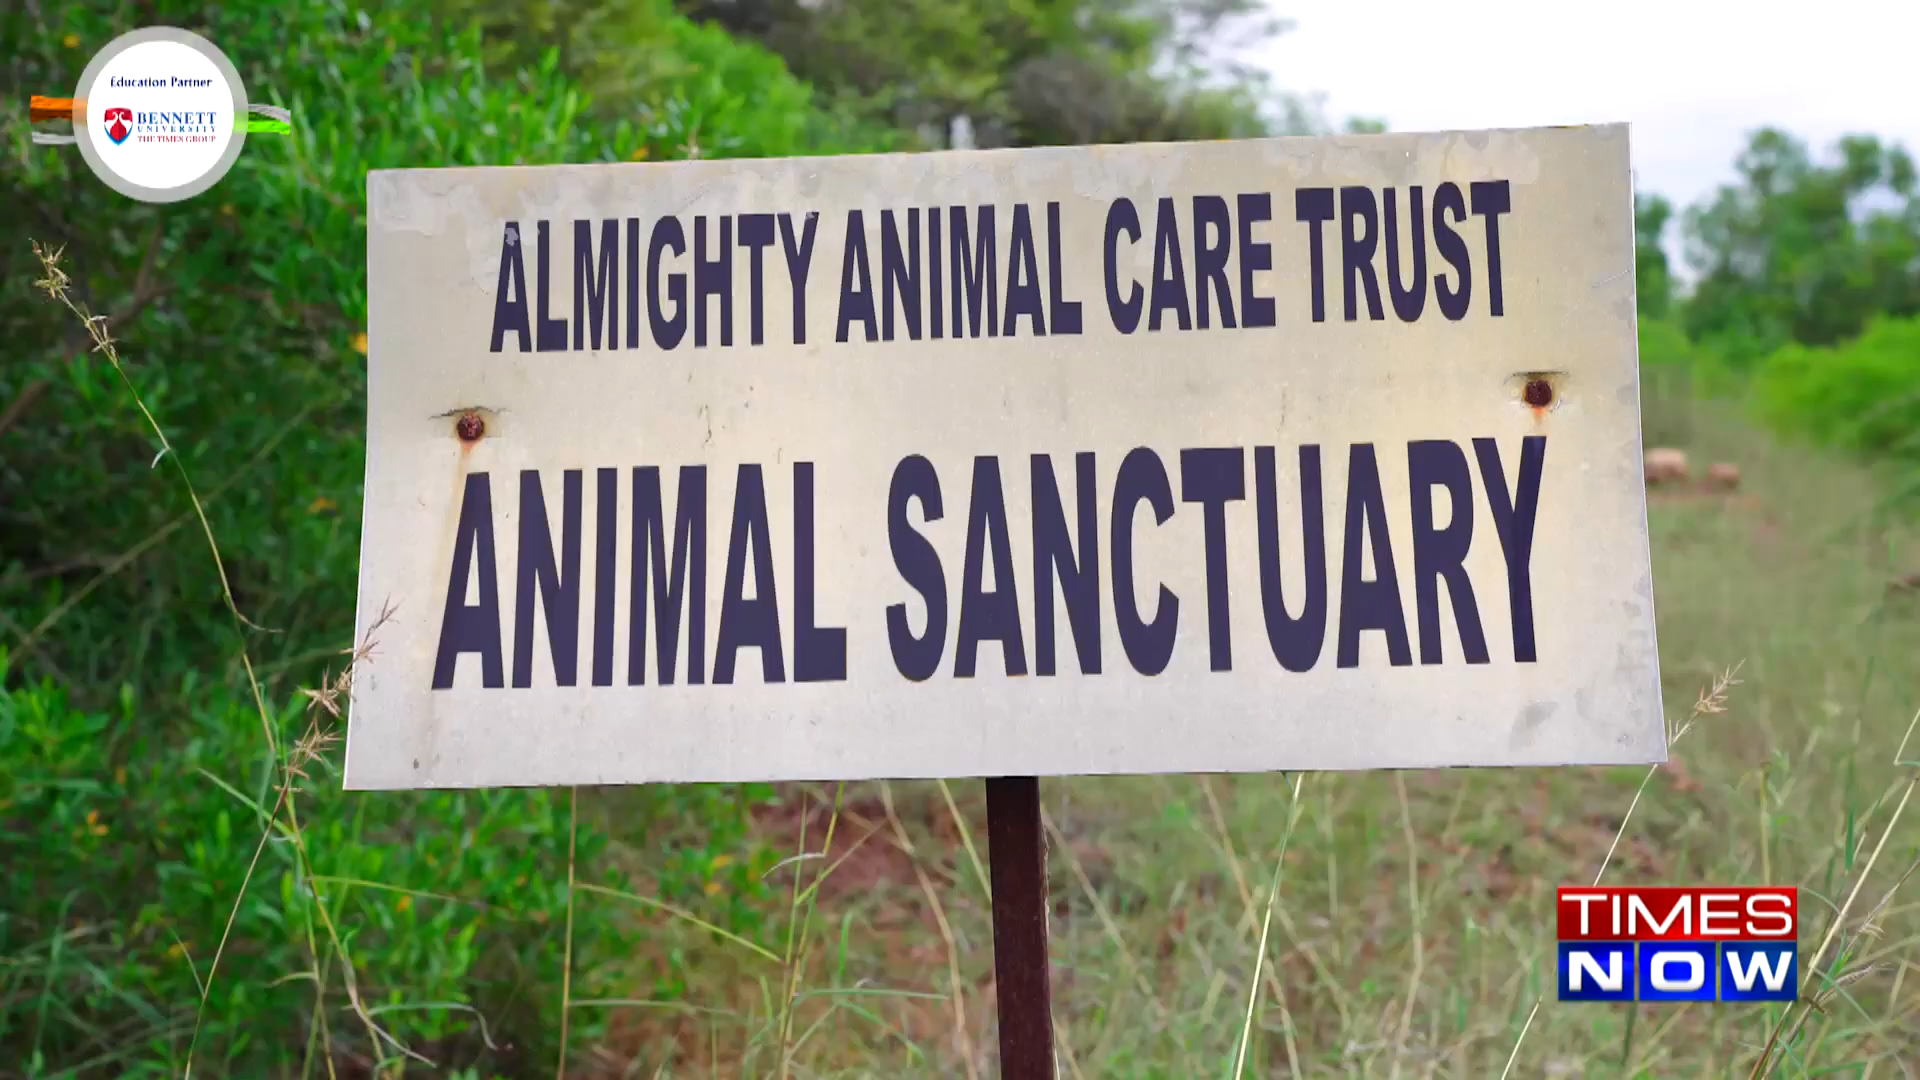 Education Partner
BENNETT
UNIVERSITY
THE TIMES GROUP
ALMIGHTY ANIMAL CARE TRUST
ANIMAL SANCTUARY
TIMES
NOW